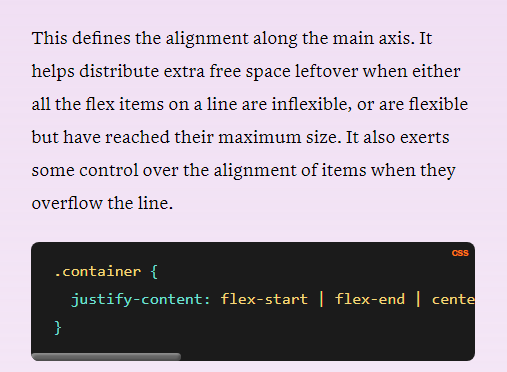 This defines the alignment along the main axis. It
helps distribute extra free space leftover when either
all the flex items on a line are inflexible, or are flexible
but have reached their maximum size. It also exerts
some control over the alignment of items when they
overflow the line.
CSS
.container {
justify-content: flex-start | flex-end | cente
}